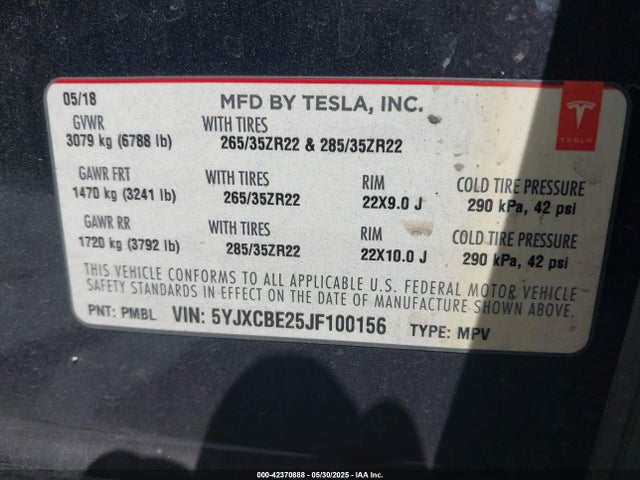 05/18 MFD BY TESLA, INC.
GVWR WITH TIRES
3079 kg (6788 lb) 265/35ZR22 & 285/35ZR22
GAWR FRT WITH TIRES RIM COLD TIRE PRESSURE
1470 kg (3241 lb) 265/35ZR22 22X9.0 J 290 kPa, 42 psi
GAWR RR WITH TIRES RIM COLD TIRE PRESSURE
1720 kg (3792 lb) 285/35ZR22 22X10.0 J 290 kPa, 42 psi
THIS VEHICLE CONFORMS TO ALL APPLICABLE U.S. FEDERAL MOTOR VEHICLE
SAFETY STANDARDS IN EFFECT ON THE DATE OF MANUFACTURE SHOWN ABOVE.
PNT: PMBL VIN: 5YJXCBE25JF100156 TYPE: MPV
TESLA
000-42370888 - 05/30/2025 - IAA Inc.